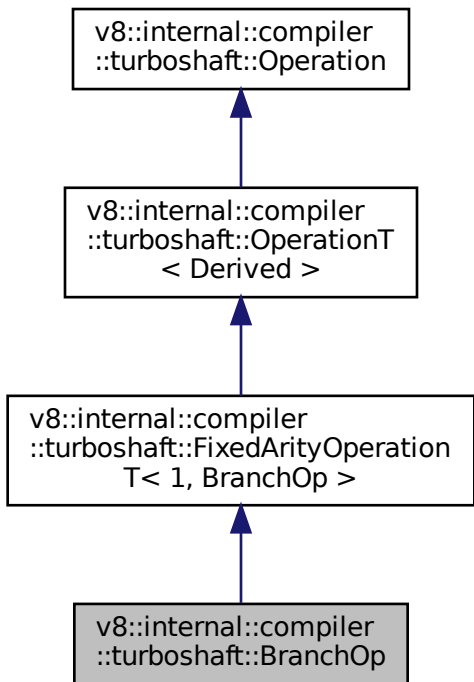 v8::internal::compiler
::turboshaft::Operation
v8::internal::compiler
::turboshaft::OperationT
< Derived >
v8::internal::compiler
::turboshaft::FixedArityOperation
T< 1, BranchOp >
v8::internal::compiler
::turboshaft::BranchOp